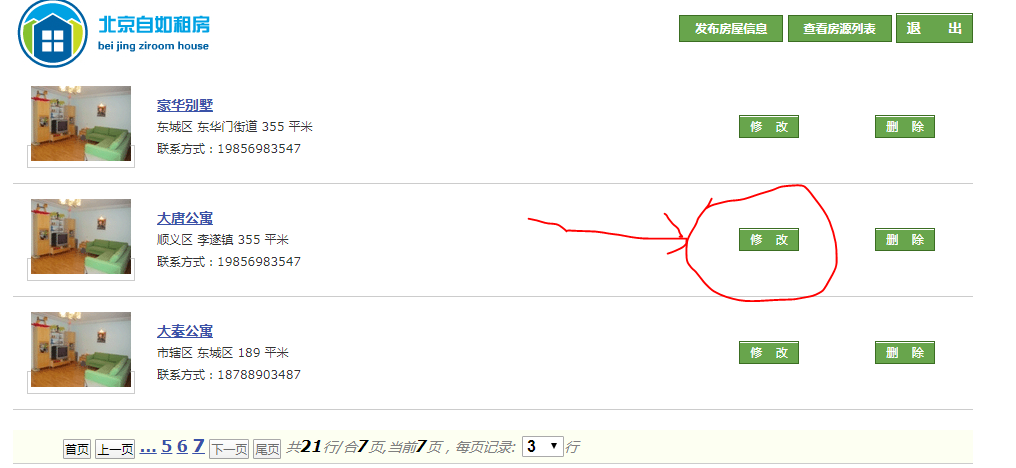 北京自如租房
bei jing ziroom house
发布房屋信息 查看房源列表 退 出
豪华别墅
东城区 东华门街道 355 平米
联系方式：19856983547
修 改 删 除
大唐公寓
顺义区 李遂镇 355 平米
联系方式：19856983547
修 改 删 除
大秦公寓
市辖区 东城区 189 平米
联系方式：18788903487
修 改 删 除
首页 上一页 ... 5 6 7 下一页 尾页 共21行/合7页,当前7页，每页记录: 3 行